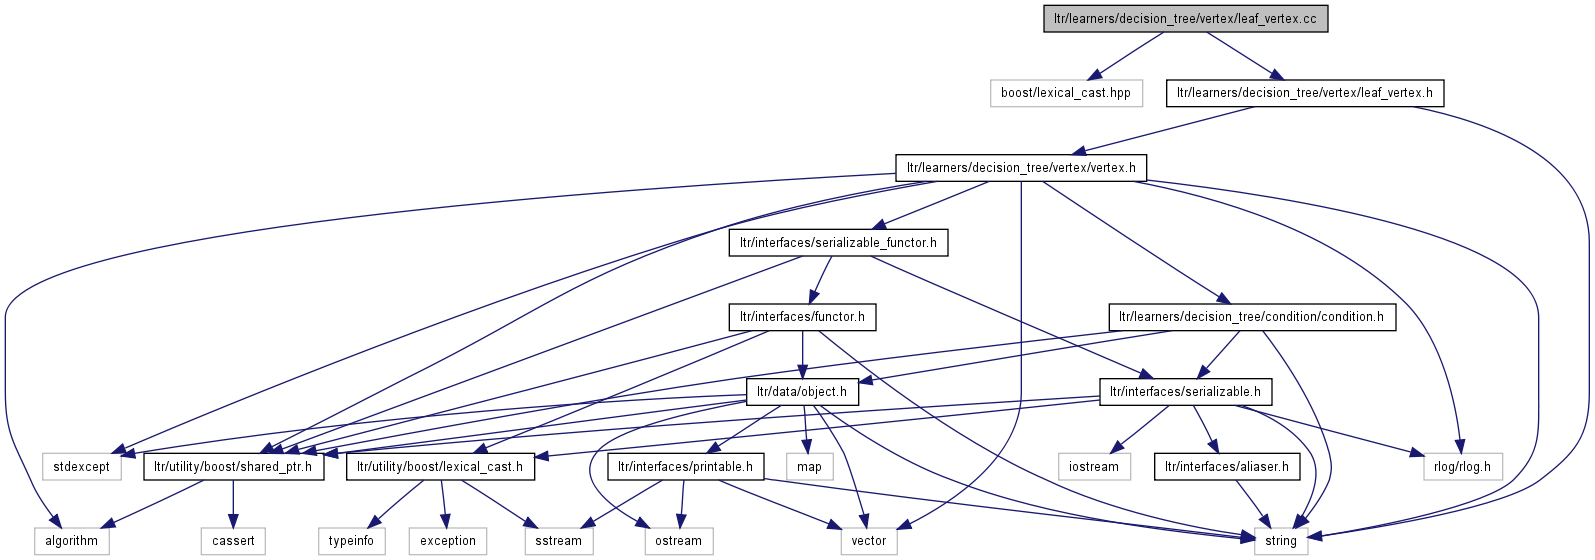 ltr/learners/decision_tree/vertex/leaf_vertex.cc
boost/lexical_cast.hpp
ltr/learners/decision_tree/vertex/leaf_vertex.h
ltr/learners/decision_tree/vertex/vertex.h
ltr/interfaces/serializable_functor.h
ltr/interfaces/functor.h
ltr/learners/decision_tree/condition/condition.h
ltr/data/object.h
ltr/interfaces/serializable.h
stdexcept
ltr/utility/boost/shared_ptr.h
ltr/utility/boost/lexical_cast.h
ltr/interfaces/printable.h
map
iostream
ltr/interfaces/aliaser.h
rlog/rlog.h
algorithm
cassert
typeinfo
exception
sstream
ostream
vector
string